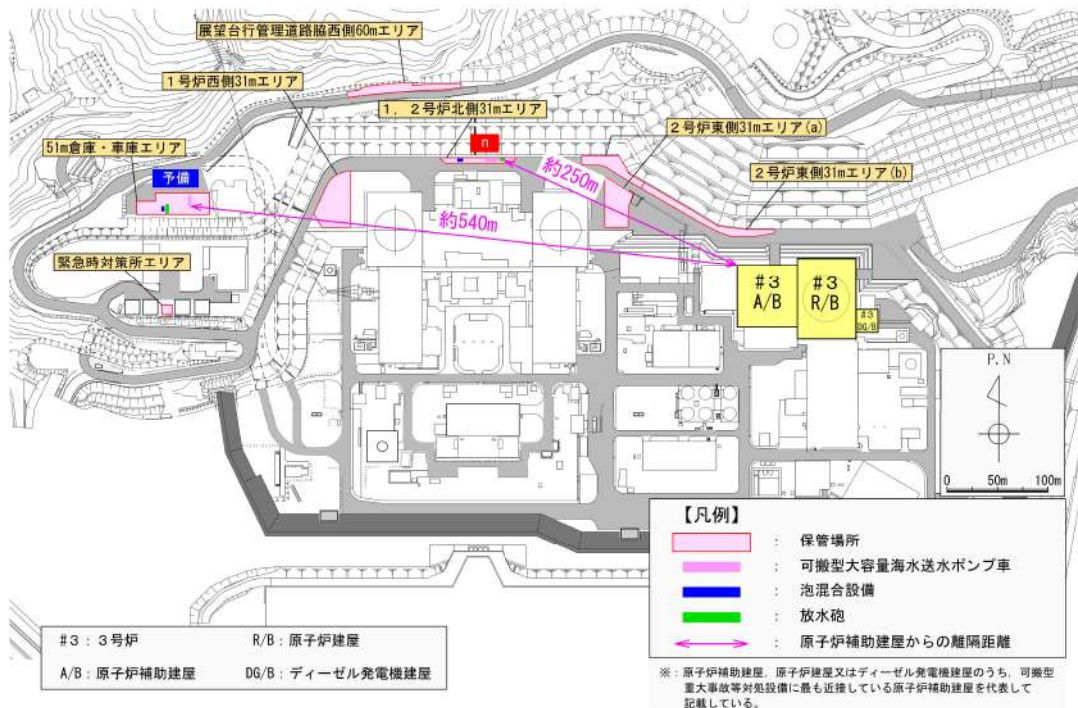 展望台行管理道路脇西側60mエリア
1号炉西側31mエリア
1,2号炉北側31mエリア
n
2号炉東側31mエリア(a)
51m倉庫・車庫エリア
予備
約250m
2号炉東側31mエリア(b)
約540m
緊急時対策所エリア
#3
A/B
#3
R/B
#3
DG/B
P.N
0 50m 100m
【凡例】
: 保管場所
: 可搬型大容量海水送水ポンプ車
: 泡混合設備
: 放水砲
: 原子炉補助建屋からの離隔距離
#3:3号炉 R/B:原子炉建屋
A/B:原子炉補助建屋 DG/B:ディーゼル発電機建屋
※:原子炉補助建屋,原子炉建屋又はディーゼル発電機建屋のうち,可搬型
重大事故等対処設備に最も近接している原子炉補助建屋を代表して
記載している。